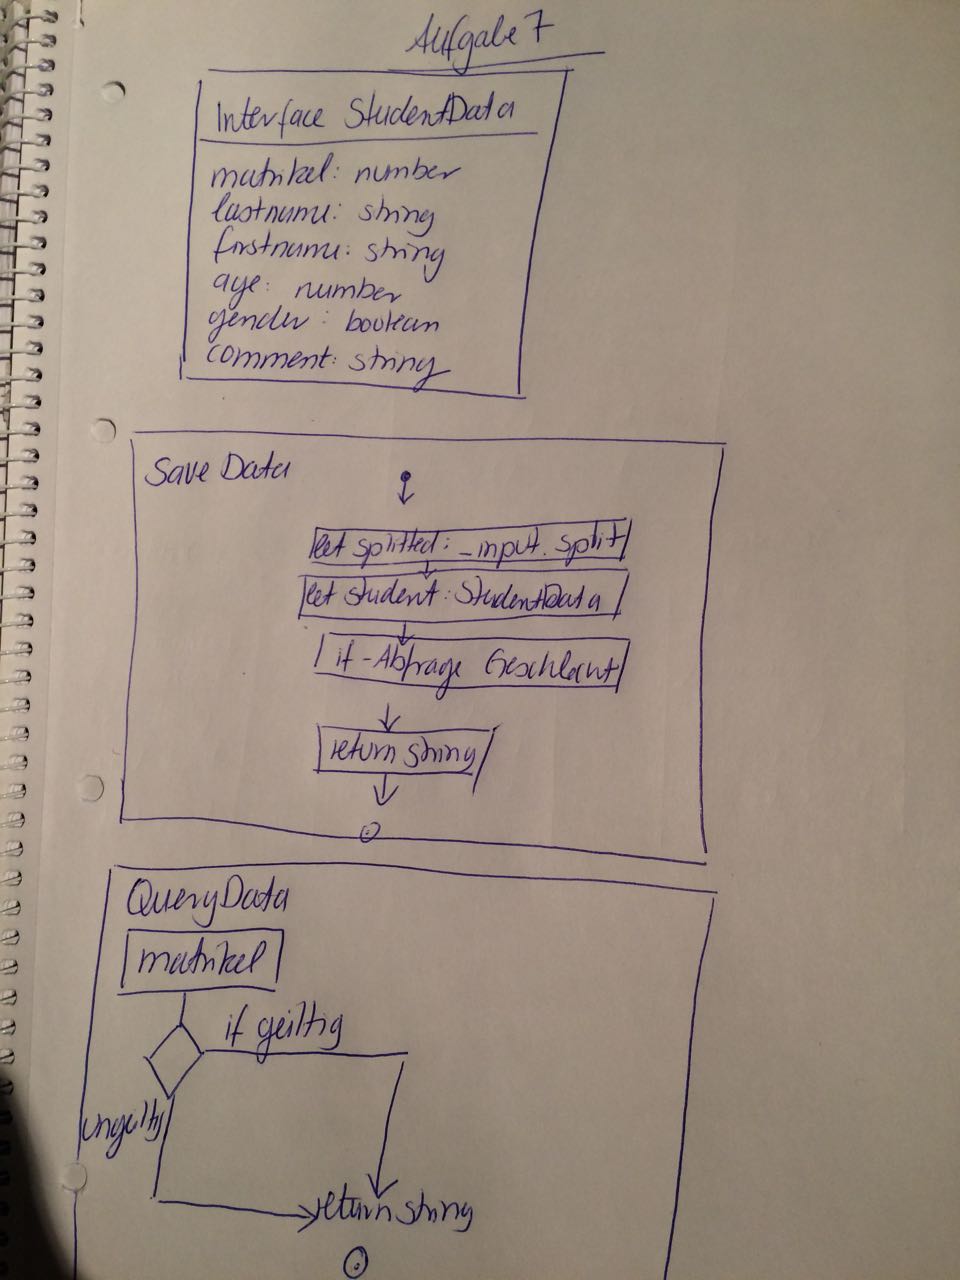 Aufgabe 7
Interface StudentData
matrikel: number
lastname: string
firstname: string
age: number
gender: boolean
comment: string
Save Data
let splitted: _input.split
let student: StudentData
if-Abfrage Geschlecht
return string
QueryData
matrikel
if gültig
ungültig
return string